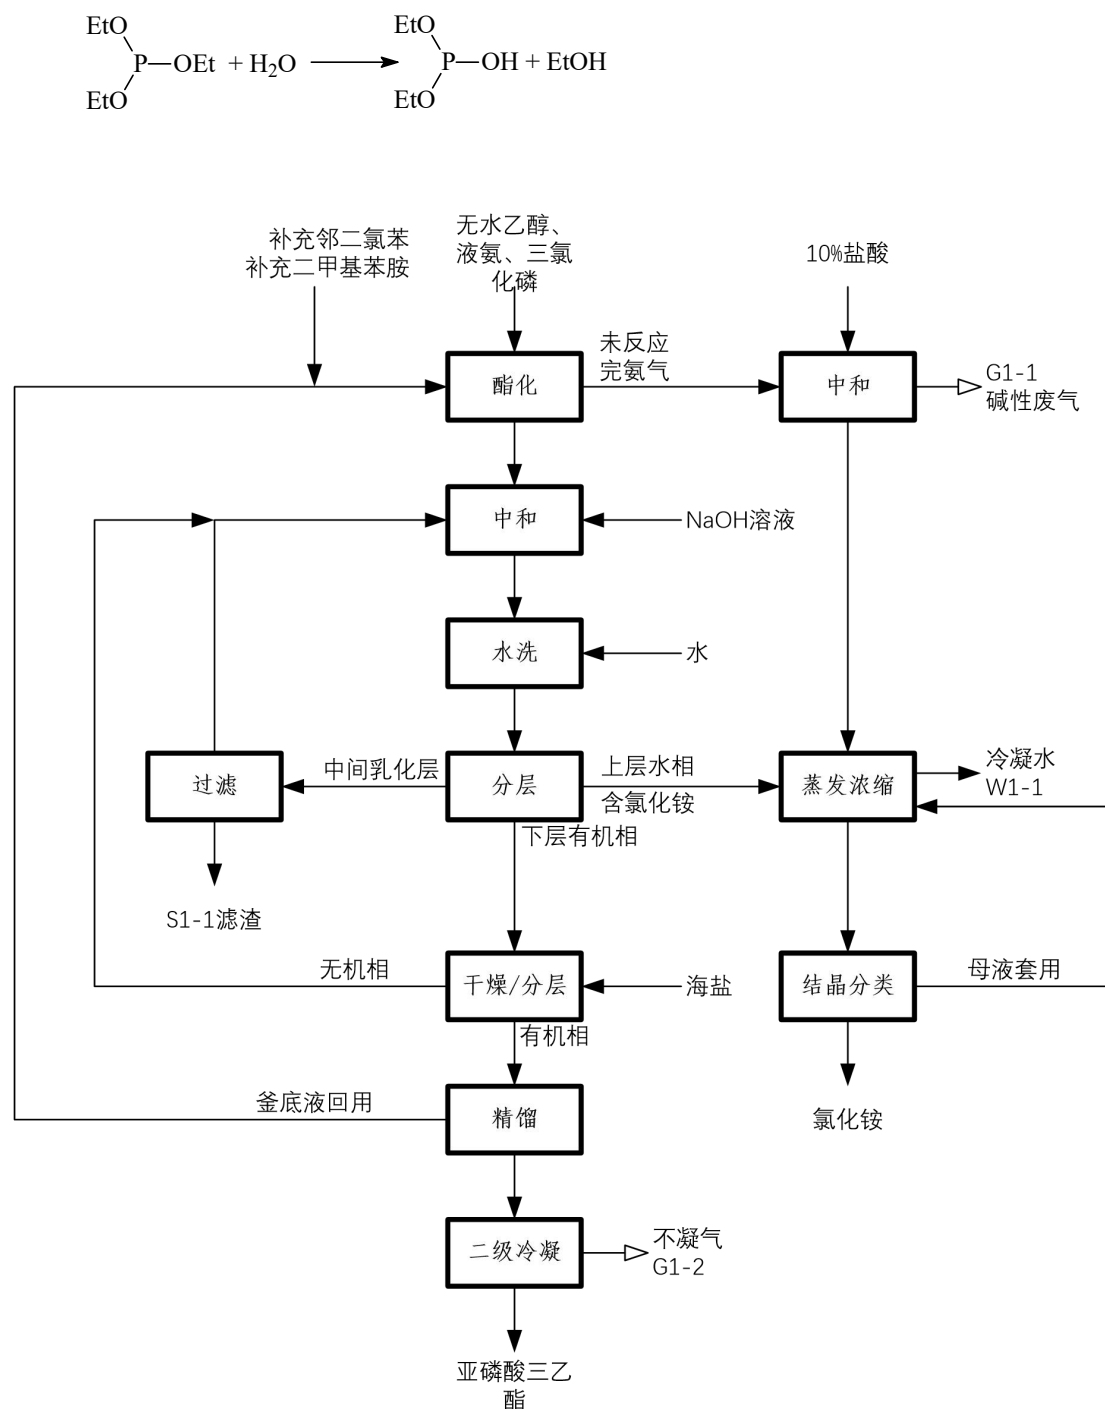 EtO EtO
P—OEt + H2O P—OH + EtOH
EtO EtO
补充邻二氯苯
补充二甲基苯胺
无水乙醇、
液氨、三氯
化磷
10%盐酸
酯化
未反应
完氨气
中和
G1-1
碱性废气
中和
NaOH溶液
水洗
水
过滤
中间乳化层
分层
上层水相
含氯化铵
蒸发浓缩
冷凝水
W1-1
下层有机相
S1-1滤渣
无机相
干燥/分层
海盐
结晶分类
母液套用
有机相
釜底液回用
精馏
氯化铵
二级冷凝
不凝气
G1-2
亚磷酸三乙
酯